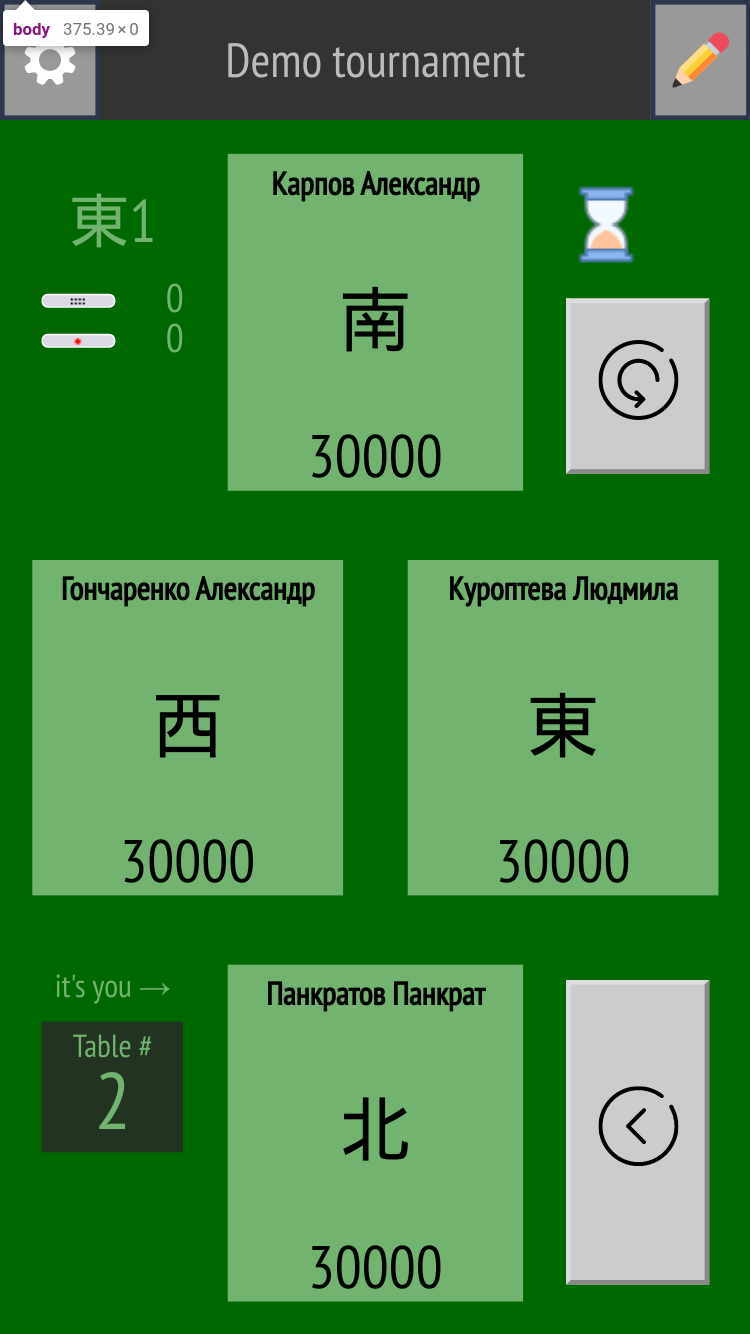 body 375.39 × 0
Demo tournament
東1
0
0
Карпов Александр
南
30000
Гончаренко Александр
西
30000
Куроптева Людмила
東
30000
it's you →
Table #
2
Панкратов Панкрат
北
30000